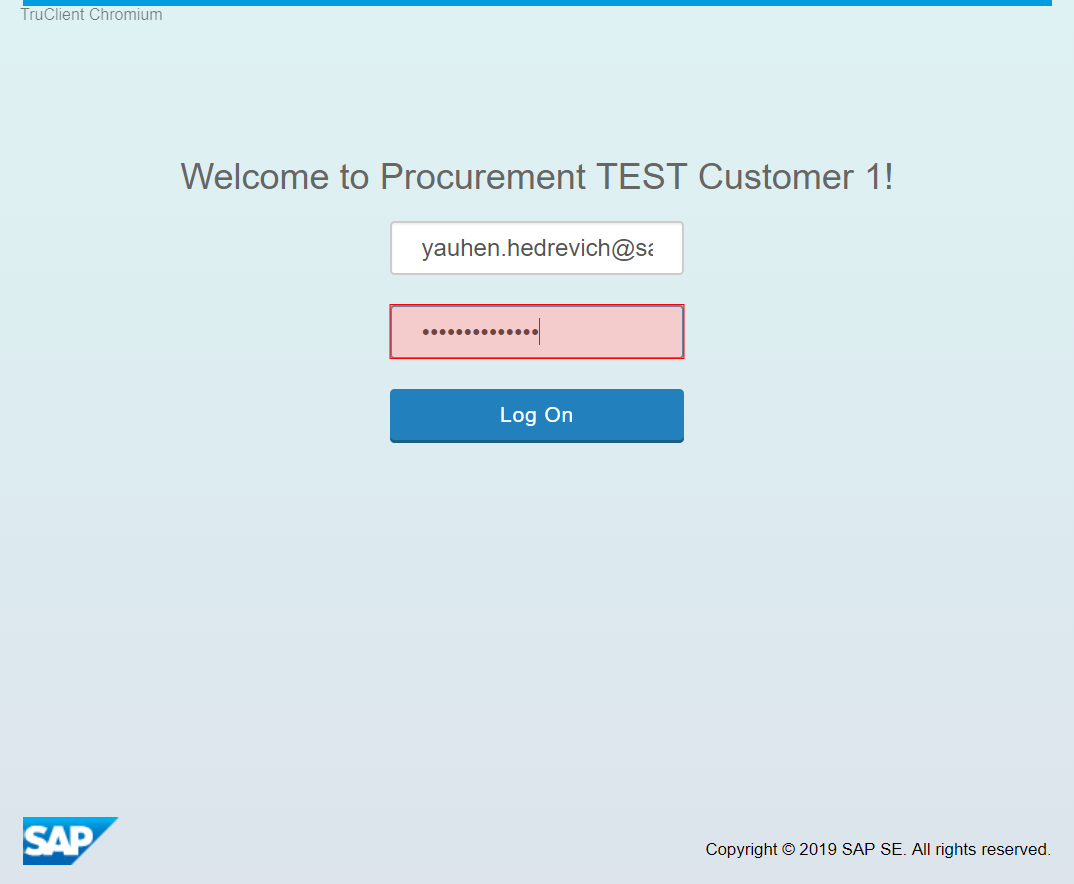 TruClient Chromium
Welcome to Procurement TEST Customer 1!
yauhen.hedrevich@sa
••••••••••••••
Log On
SAP
Copyright © 2019 SAP SE. All rights reserved.